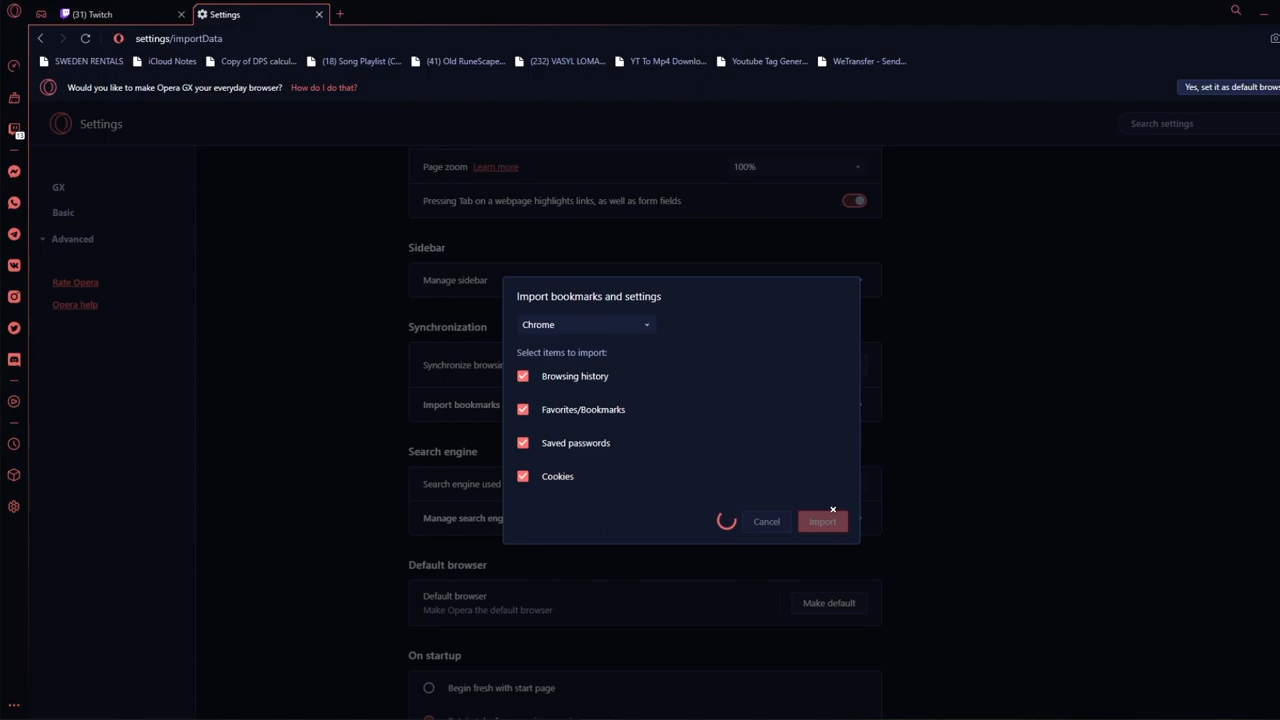 (31) Twitch
Settings
settings/importData
SWEDEN RENTALS
iCloud Notes
Copy of DPS calcul...
(18) Song Playlist (C...
(41) Old RuneScape...
(232) VASYL LOMA...
YT To Mp4 Downlo...
Youtube Tag Gener...
WeTransfer - Send...
Would you like to make Opera GX your everyday browser? How do I do that?
Yes, set it as default brows
Settings
Search settings
GX
Basic
Advanced
Rate Opera
Opera help
Page zoom Learn more
100%
Pressing Tab on a webpage highlights links, as well as form fields
Sidebar
Manage sidebar
Synchronization
Synchronize browsin
Import bookmarks
Search engine
Search engine used
Manage search eng
Import bookmarks and settings
Chrome
Select items to import:
Browsing history
Favorites/Bookmarks
Saved passwords
Cookies
Cancel
Import
Default browser
Default browser
Make Opera the default browser
Make default
On startup
Begin fresh with start page